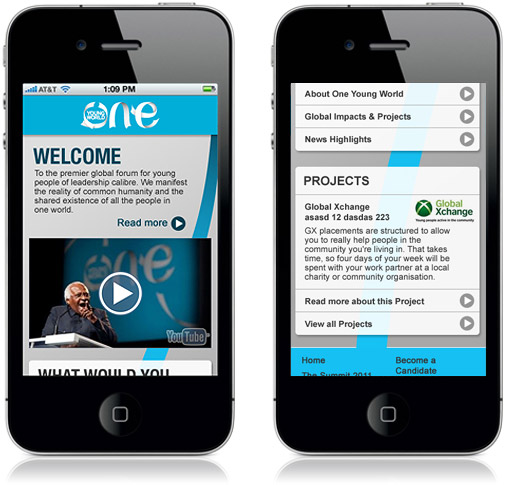 AT&T
1:09 PM
YOUNG
WORLD
one
WELCOME
To the premier global forum for young
people of leadership calibre. We manifest
the reality of common humanity and the
shared existence of all the people in
one world.
Read more
one
YouTube
WHAT WOULD YOU
About One Young World
Global Impacts & Projects
News Highlights
PROJECTS
Global Xchange
asasd 12 dasdas 223
Global
Xchange
Young people active in the community
GX placements are structured to allow
you to really help people in the
community you're living in. That takes
time, so four days of your week will be
spent with your work partner at a local
charity or community organisation.
Read more about this Project
View all Projects
Home
Become a
Candidate
The Summit 2011